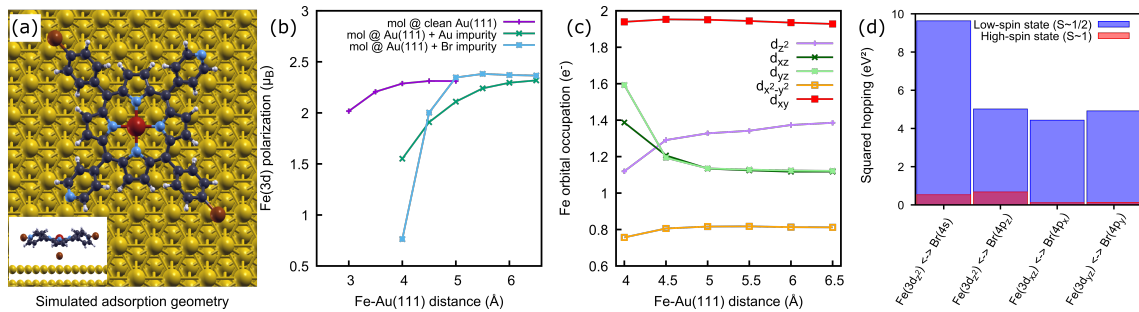 (a)
Simulated adsorption geometry
(b)
mol @ clean Au(111)
mol @ Au(111) + Au impurity
mol @ Au(111) + Br impurity
Fe(3d) polarization (μB)
3
2.5
2
1.5
1
0.5
3 4 5 6
Fe-Au(111) distance (Å)
(c)
dz²
dxz
dyz
dx²-y²
dxy
Fe orbital occupation (e⁻)
2
1.8
1.6
1.4
1.2
1
0.8
0.6
4 4.5 5 5.5 6 6.5
Fe-Au(111) distance (Å)
(d)
Low-spin state (S~1/2)
High-spin state (S~1)
Squared hopping (eV²)
10
8
6
4
2
0
Fe(3dz²) <-> Br(4s)
Fe(3dz²) <-> Br(4pz)
Fe(3dxz) <-> Br(4px)
Fe(3dyz) <-> Br(4py)